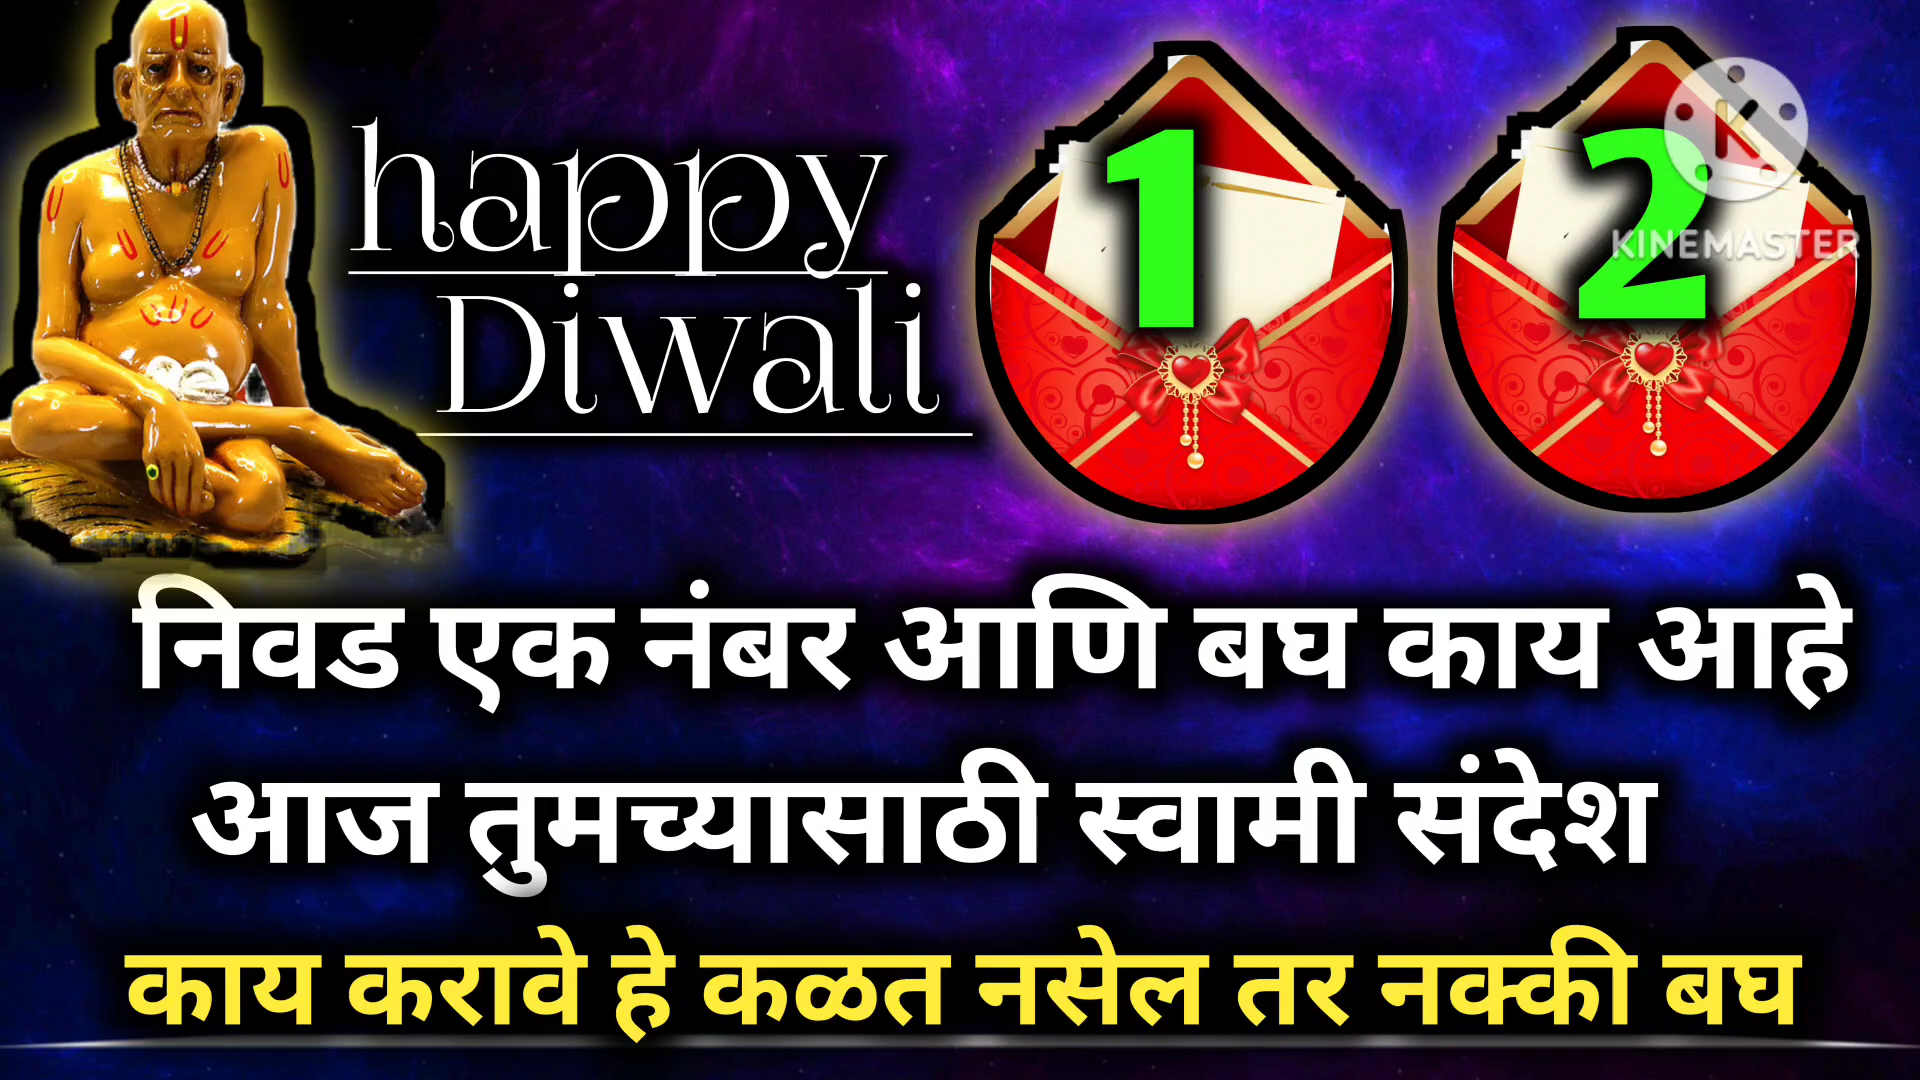 happy
Diwali
1
2
K
KINEMASTER
निवड एक नंबर आणि बघ काय आहे
आज तुमच्यासाठी स्वामी संदेश
काय करावे हे कळत नसेल तर नक्की बघ